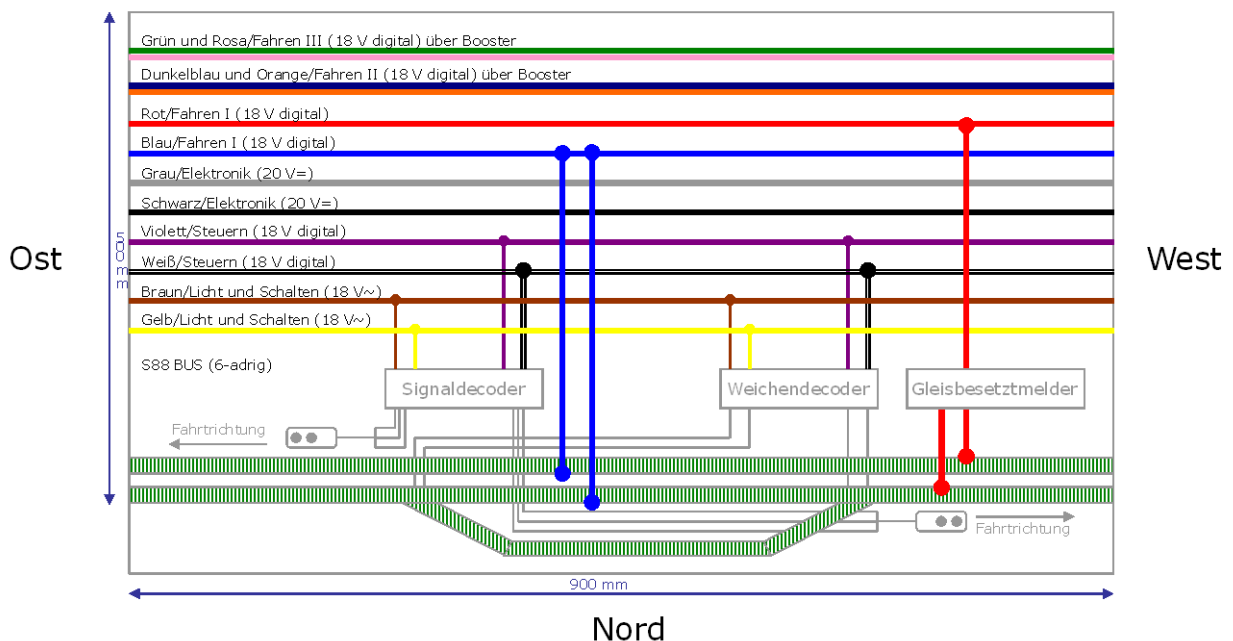 Grün und Rosa/Fahren III (18 V digital) über Booster
Dunkelblau und Orange/Fahren II (18 V digital) über Booster
Rot/Fahren I (18 V digital)
Blau/Fahren I (18 V digital)
Grau/Elektronik (20 V=)
Schwarz/Elektronik (20 V=)
Violett/Steuern (18 V digital)
Ost
500 mm
Weiß/Steuern (18 V digital)
West
Braun/Licht und Schalten (18 V~)
Gelb/Licht und Schalten (18 V~)
S88 BUS (6-adrig)
Signaldecoder
Weichendecoder
Gleisbesetztmelder
Fahrtrichtung
Fahrtrichtung
900 mm
Nord